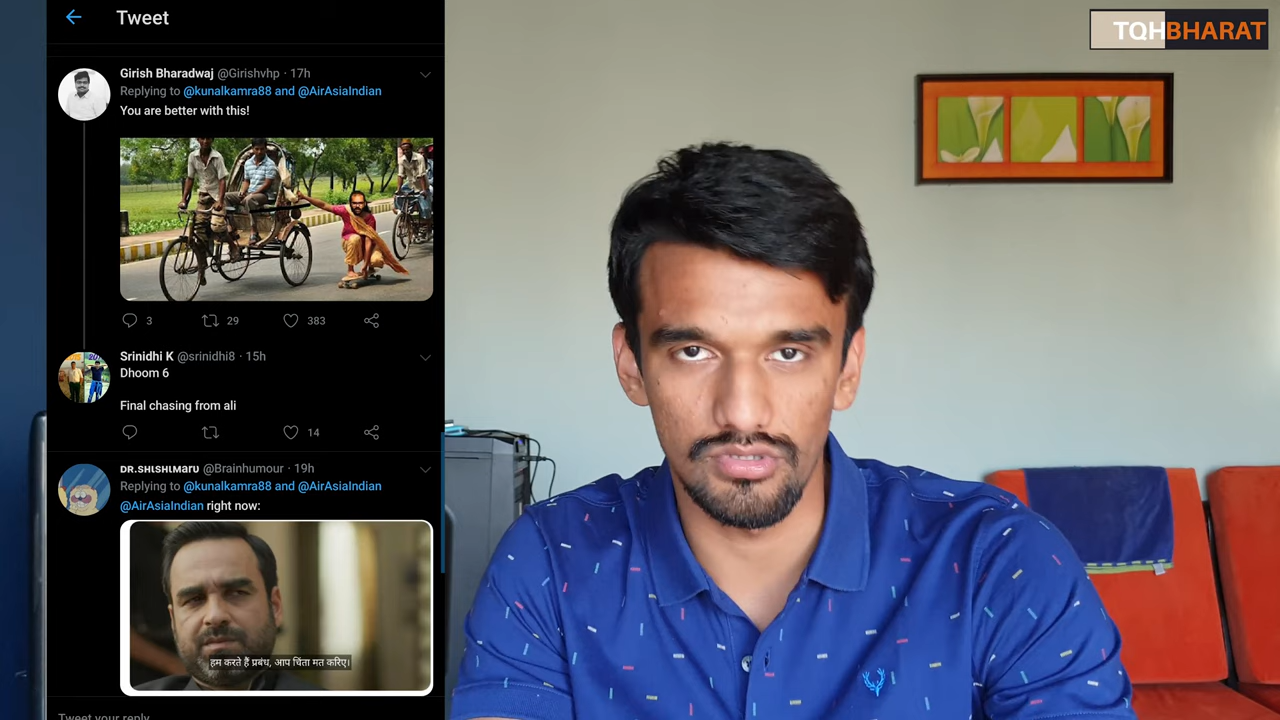 Tweet
TQHBHARAT
Girish Bharadwaj @Girishvhp · 17h
Replying to @kunalkamra88 and @AirAsiaIndian
You are better with this!
3 29 383
Srinidhi K @srinidhi8 · 15h
Dhoom 6
Final chasing from ali
14
DR.SHISHIMARU @Brainhumour · 19h
Replying to @kunalkamra88 and @AirAsiaIndian
@AirAsiaIndian right now:
हम करते हैं प्रबंध, आप चिंता मत करिए।
Tweet your reply